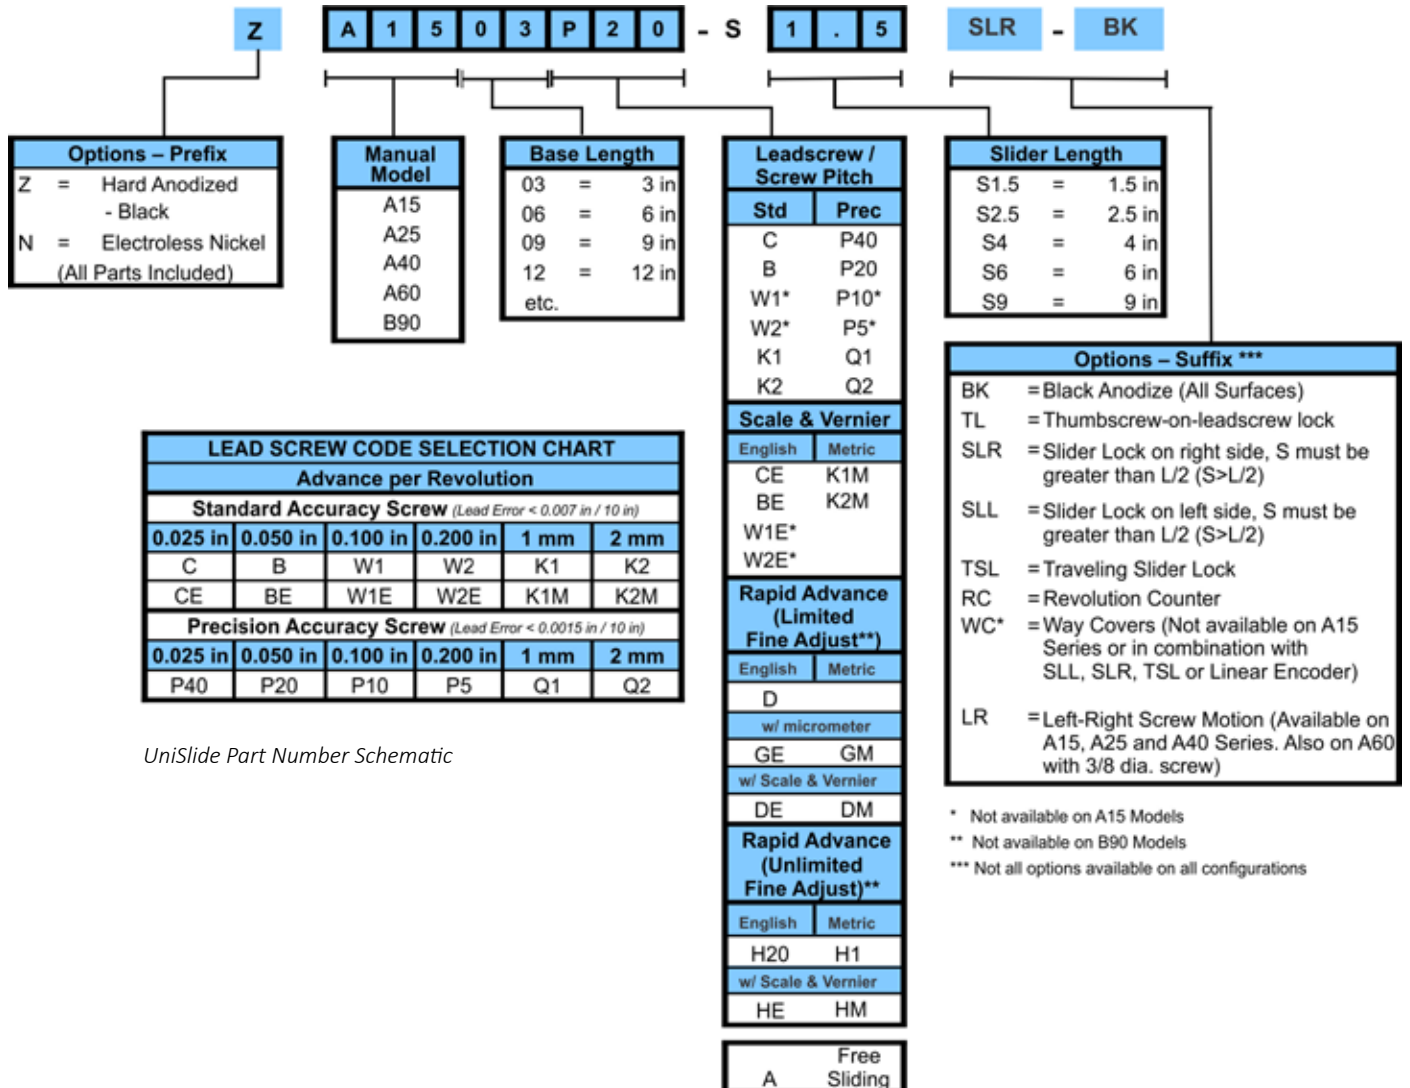 Z A 1 5 0 3 P 2 0 - S 1 . 5 SLR - BK
Options – Prefix
Z = Hard Anodized
- Black
N = Electroless Nickel
(All Parts Included)
Manual
Model
A15
A25
A40
A60
B90
Base Length
03 = 3 in
06 = 6 in
09 = 9 in
12 = 12 in
etc.
Leadscrew /
Screw Pitch
Std Prec
C P40
B P20
W1* P10*
W2* P5*
K1 Q1
K2 Q2
Scale & Vernier
English Metric
CE K1M
BE K2M
W1E*
W2E*
Rapid Advance
(Limited
Fine Adjust**)
English Metric
D
w/ micrometer
GE GM
w/ Scale & Vernier
DE DM
Rapid Advance
(Unlimited
Fine Adjust)**
English Metric
H20 H1
w/ Scale & Vernier
HE HM
Free
A Sliding
Slider Length
S1.5 = 1.5 in
S2.5 = 2.5 in
S4 = 4 in
S6 = 6 in
S9 = 9 in
Options – Suffix ***
BK =Black Anodize (All Surfaces)
TL =Thumbscrew-on-leadscrew lock
SLR =Slider Lock on right side, S must be
greater than L/2 (S>L/2)
SLL =Slider Lock on left side, S must be
greater than L/2 (S>L/2)
TSL =Traveling Slider Lock
RC =Revolution Counter
WC* =Way Covers (Not available on A15
Series or in combination with
SLL, SLR, TSL or Linear Encoder)
LR =Left-Right Screw Motion (Available on
A15, A25 and A40 Series. Also on A60
with 3/8 dia. screw)
* Not available on A15 Models
** Not available on B90 Models
*** Not all options available on all configurations
LEAD SCREW CODE SELECTION CHART
Advance per Revolution
Standard Accuracy Screw (Lead Error < 0.007 in / 10 in)
0.025 in 0.050 in 0.100 in 0.200 in 1 mm 2 mm
C B W1 W2 K1 K2
CE BE W1E W2E K1M K2M
Precision Accuracy Screw (Lead Error < 0.0015 in / 10 in)
0.025 in 0.050 in 0.100 in 0.200 in 1 mm 2 mm
P40 P20 P10 P5 Q1 Q2
UniSlide Part Number Schematic